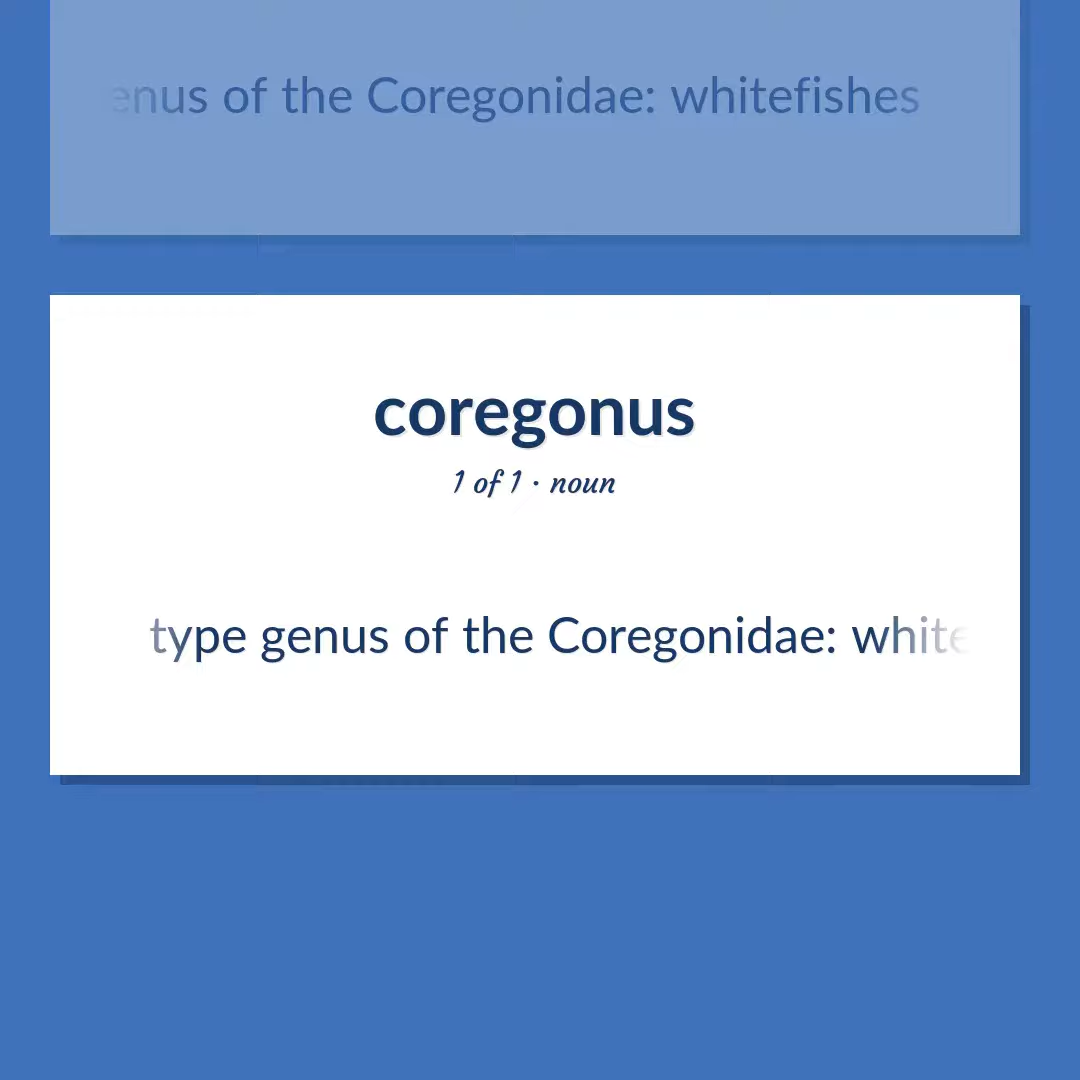 enus of the Coregonidae: whitefishes
coregonus
1 of 1 · noun
type genus of the Coregonidae: white